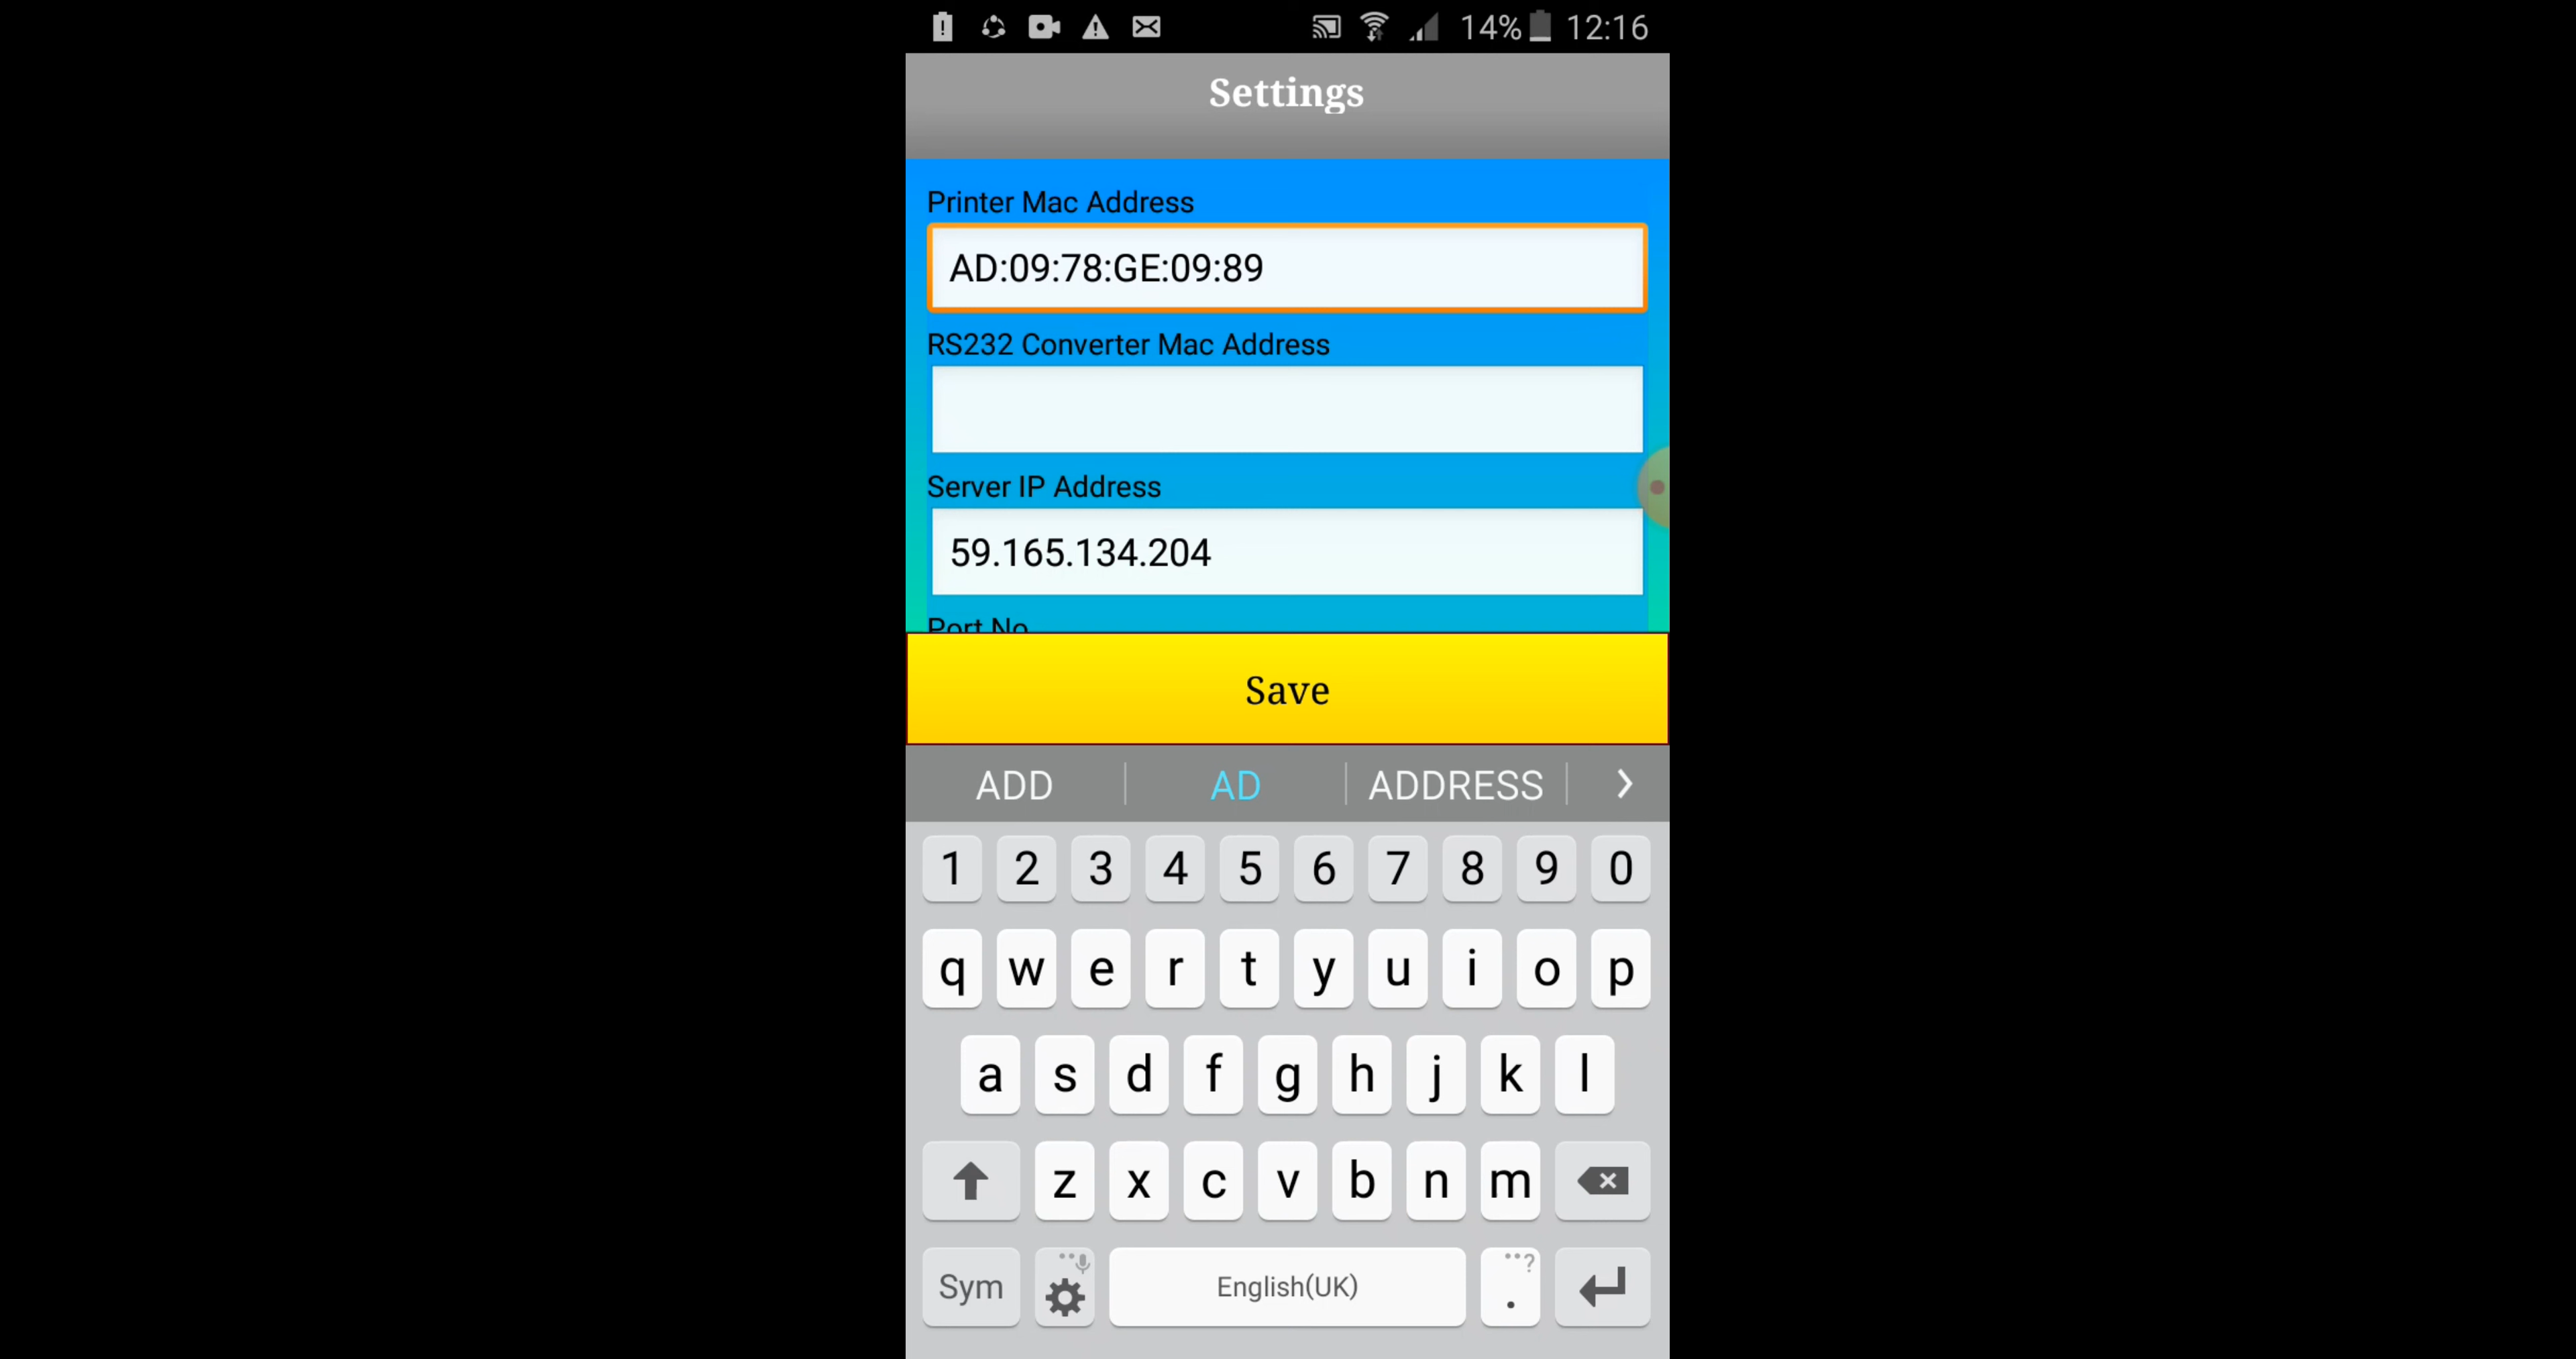 14% 12:16
Settings
Printer Mac Address
AD:09:78:GE:09:89
RS232 Converter Mac Address
Server IP Address
59.165.134.204
Port No
Save
ADD AD ADDRESS
1 2 3 4 5 6 7 8 9 0
q w e r t y u i o p
a s d f g h j k l
z x c v b n m
Sym English(UK) . ?